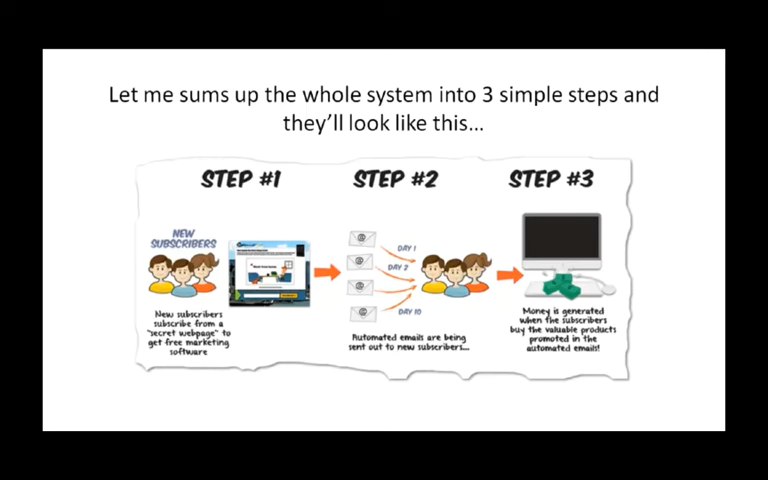 Let me sums up the whole system into 3 simple steps and
they'll look like this...
STEP #1
STEP #2
STEP #3
NEW
SUBSCRIBERS
New subscribers
subscribe from a
"secret webpage" to
get free marketing
software
@
DAY 1
@
DAY 2
@
@
DAY 10
Automated emails are being
sent out to new subscribers...
Money is generated
when the subscribers
buy the valuable products
promoted in the
automated emails!